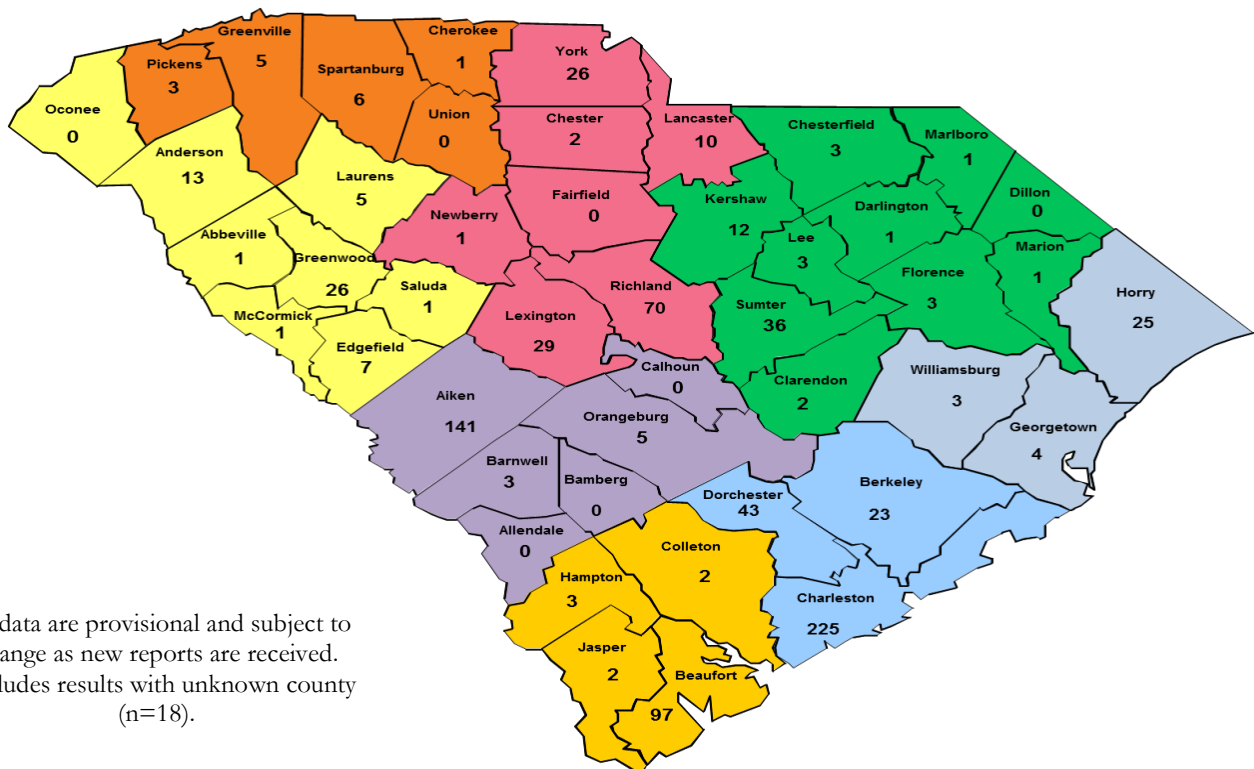 Greenville
5
Cherokee
1
York
26
Pickens
3
Spartanburg
6
Oconee
0
Union
0
Chester
2
Lancaster
10
Chesterfield
3
Marlboro
1
Anderson
13
Laurens
5
Newberry
1
Fairfield
0
Kershaw
12
Darlington
1
Dillon
0
Abbeville
1
Greenwood
26
Lee
3
Marion
1
Saluda
1
Richland
70
Florence
3
Horry
25
McCormick
1
Lexington
29
Sumter
36
Edgefield
7
Calhoun
0
Clarendon
2
Williamsburg
3
Aiken
141
Orangeburg
5
Georgetown
4
Barnwell
3
Bamberg
0
Dorchester
43
Berkeley
23
Allendale
0
Colleton
2
Hampton
3
Charleston
225
Jasper
2
Beaufort
97
data are provisional and subject to
ange as new reports are received.
ludes results with unknown county
(n=18).